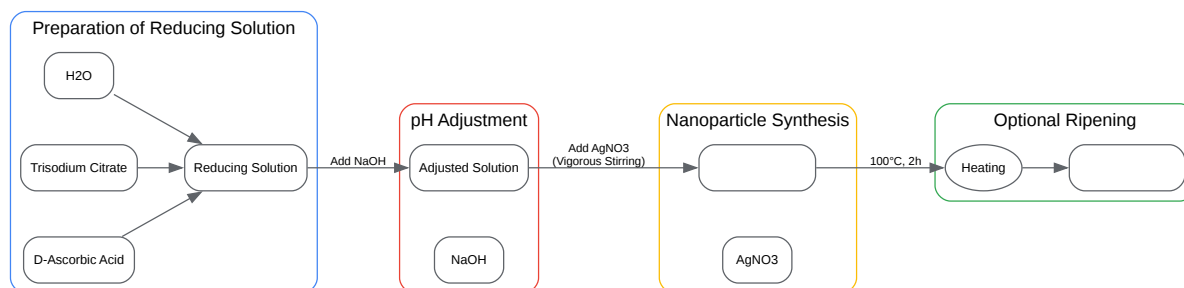 Preparation of Reducing Solution
H2O
Trisodium Citrate
D-Ascorbic Acid
Reducing Solution
Add NaOH
pH Adjustment
Adjusted Solution
NaOH
Add AgNO3
(Vigorous Stirring)
Nanoparticle Synthesis
AgNO3
100°C, 2h
Optional Ripening
Heating